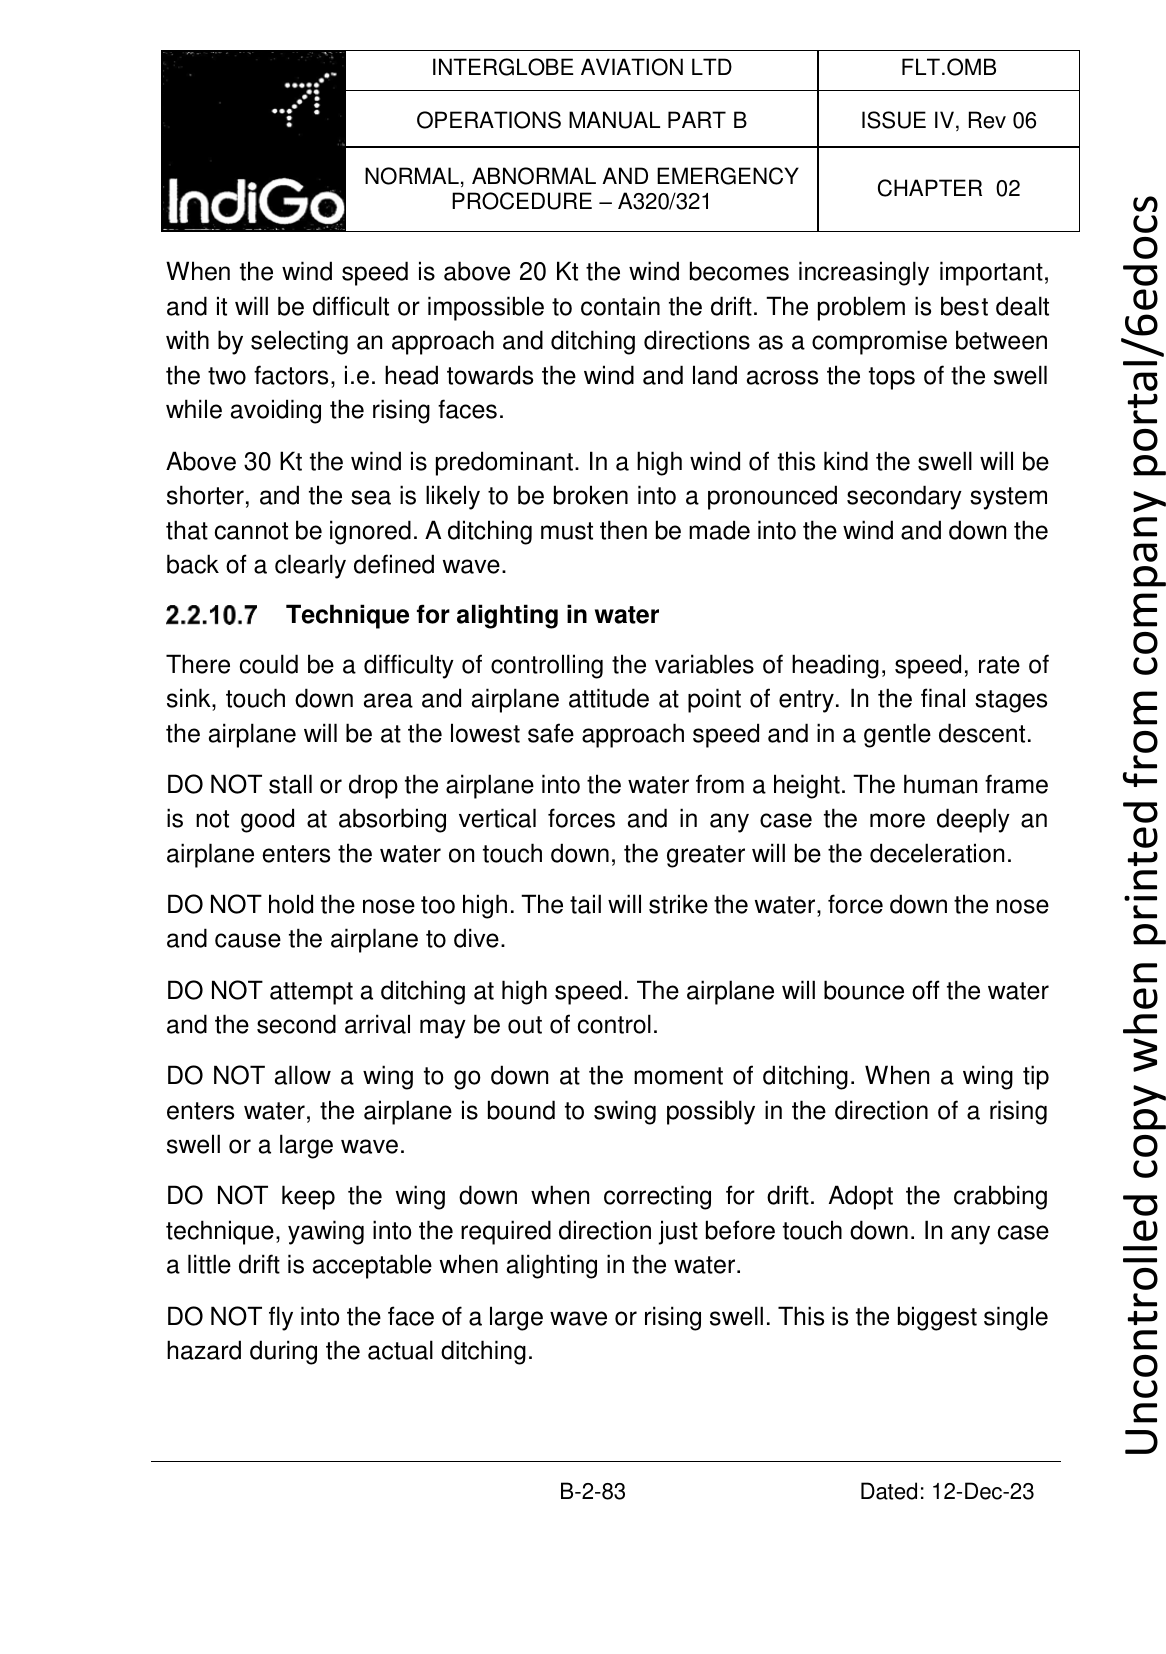 INTERGLOBE AVIATION LTD
FLT.OMB
OPERATIONS MANUAL PART B
ISSUE IV, Rev 06
NORMAL, ABNORMAL AND EMERGENCY
PROCEDURE – A320/321
CHAPTER 02
IndiGo
When the wind speed is above 20 Kt the wind becomes increasingly important,
and it will be difficult or impossible to contain the drift. The problem is best dealt
with by selecting an approach and ditching directions as a compromise between
the two factors, i.e. head towards the wind and land across the tops of the swell
while avoiding the rising faces.
Above 30 Kt the wind is predominant. In a high wind of this kind the swell will be
shorter, and the sea is likely to be broken into a pronounced secondary system
that cannot be ignored. A ditching must then be made into the wind and down the
back of a clearly defined wave.
2.2.10.7 Technique for alighting in water
There could be a difficulty of controlling the variables of heading, speed, rate of
sink, touch down area and airplane attitude at point of entry. In the final stages
the airplane will be at the lowest safe approach speed and in a gentle descent.
DO NOT stall or drop the airplane into the water from a height. The human frame
is not good at absorbing vertical forces and in any case the more deeply an
airplane enters the water on touch down, the greater will be the deceleration.
DO NOT hold the nose too high. The tail will strike the water, force down the nose
and cause the airplane to dive.
DO NOT attempt a ditching at high speed. The airplane will bounce off the water
and the second arrival may be out of control.
DO NOT allow a wing to go down at the moment of ditching. When a wing tip
enters water, the airplane is bound to swing possibly in the direction of a rising
swell or a large wave.
DO NOT keep the wing down when correcting for drift. Adopt the crabbing
technique, yawing into the required direction just before touch down. In any case
a little drift is acceptable when alighting in the water.
DO NOT fly into the face of a large wave or rising swell. This is the biggest single
hazard during the actual ditching.
B-2-83
Dated: 12-Dec-23
Uncontrolled copy when printed from company portal/6edocs